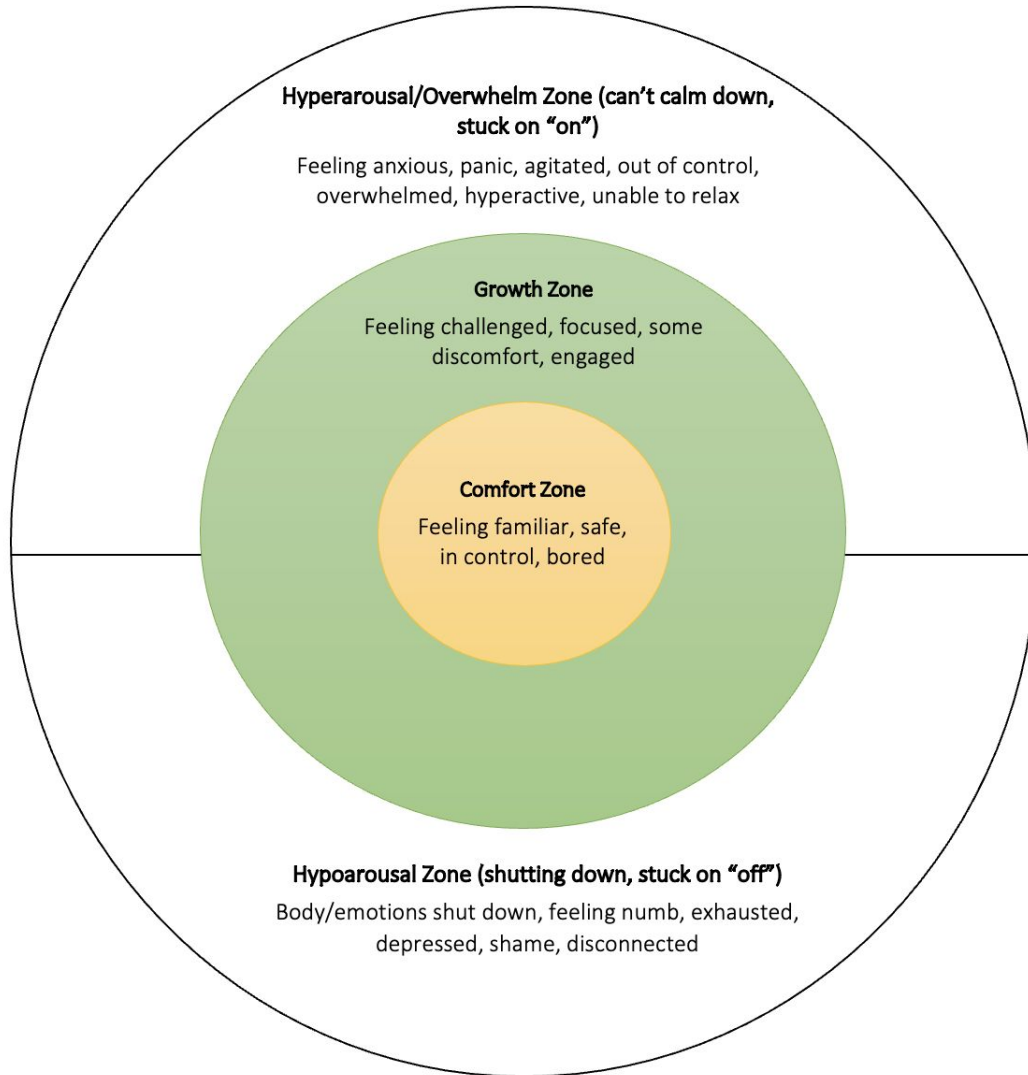 Hyperarousal/Overwhelm Zone (can’t calm down,
stuck on “on”)
Feeling anxious, panic, agitated, out of control,
overwhelmed, hyperactive, unable to relax
Growth Zone
Feeling challenged, focused, some
discomfort, engaged
Comfort Zone
Feeling familiar, safe,
in control, bored
Hypoarousal Zone (shutting down, stuck on “off”)
Body/emotions shut down, feeling numb, exhausted,
depressed, shame, disconnected